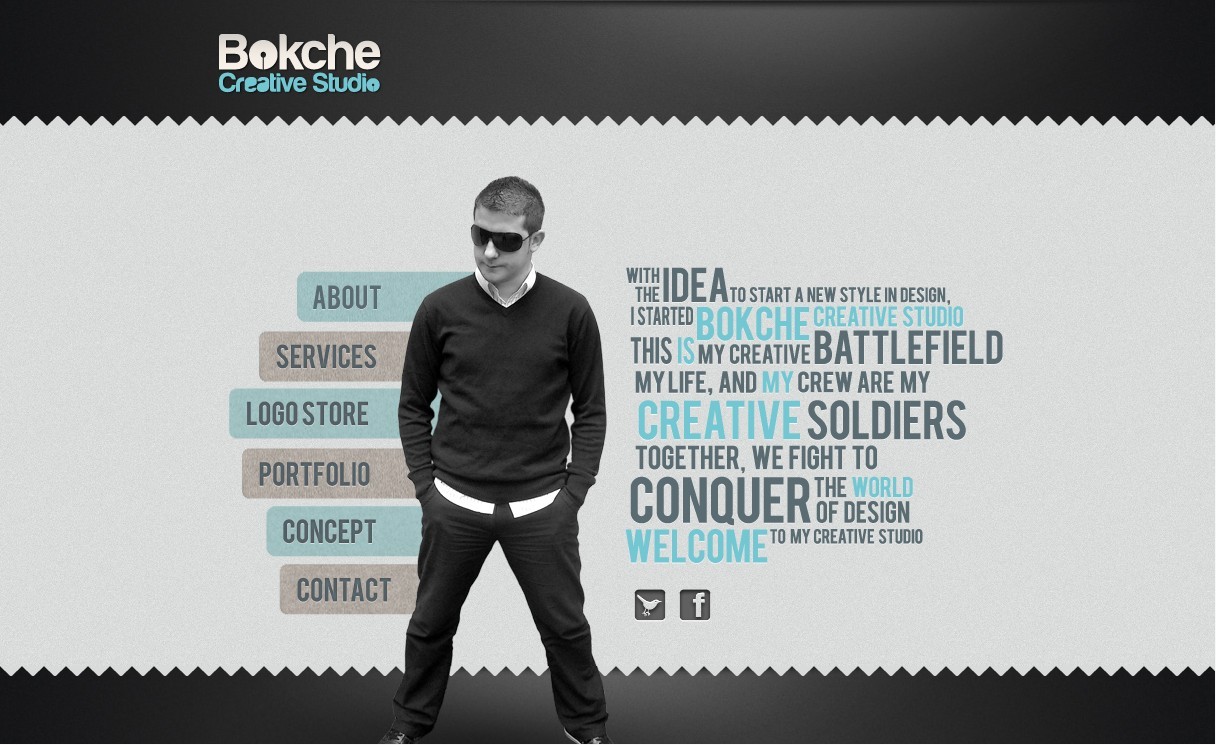 Bokche
Creative Studio
ABOUT
SERVICES
LOGO STORE
PORTFOLIO
CONCEPT
CONTACT
WITH
THE IDEA TO START A NEW STYLE IN DESIGN,
I STARTED BOKCHE CREATIVE STUDIO
THIS IS MY CREATIVE BATTLEFIELD
MY LIFE, AND MY CREW ARE MY
CREATIVE SOLDIERS
TOGETHER, WE FIGHT TO
CONQUER THE WORLD
OF DESIGN
WELCOME TO MY CREATIVE STUDIO
f